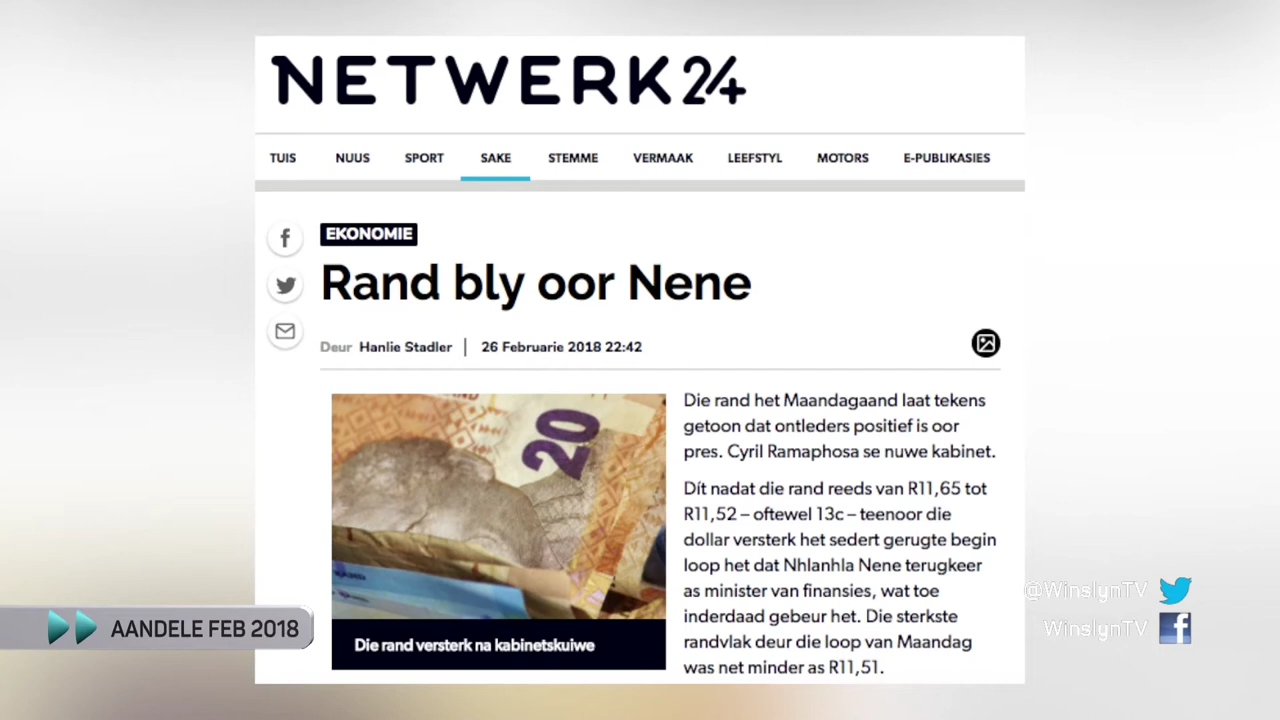 NETWERK24
TUIS NUUS SPORT SAKE STEMME VERMAAK LEEFSTYL MOTORS E-PUBLIKASIES
EKONOMIE
Rand bly oor Nene
Deur Hanlie Stadler | 26 Februarie 2018 22:42
20
Die rand versterk na kabinetskuiwe
Die rand het Maandagaand laat tekens
getoon dat ontleders positief is oor
pres. Cyril Ramaphosa se nuwe kabinet.
Dít nadat die rand reeds van R11,65 tot
R11,52 – oftewel 13c – teenoor die
dollar versterk het sedert gerugte begin
loop het dat Nhlanhla Nene terugkeer
as minister van finansies, wat toe
inderdaad gebeur het. Die sterkste
randvlak deur die loop van Maandag
was net minder as R11,51.
@WinslynTV
WinslynTV
AANDELE FEB 2018